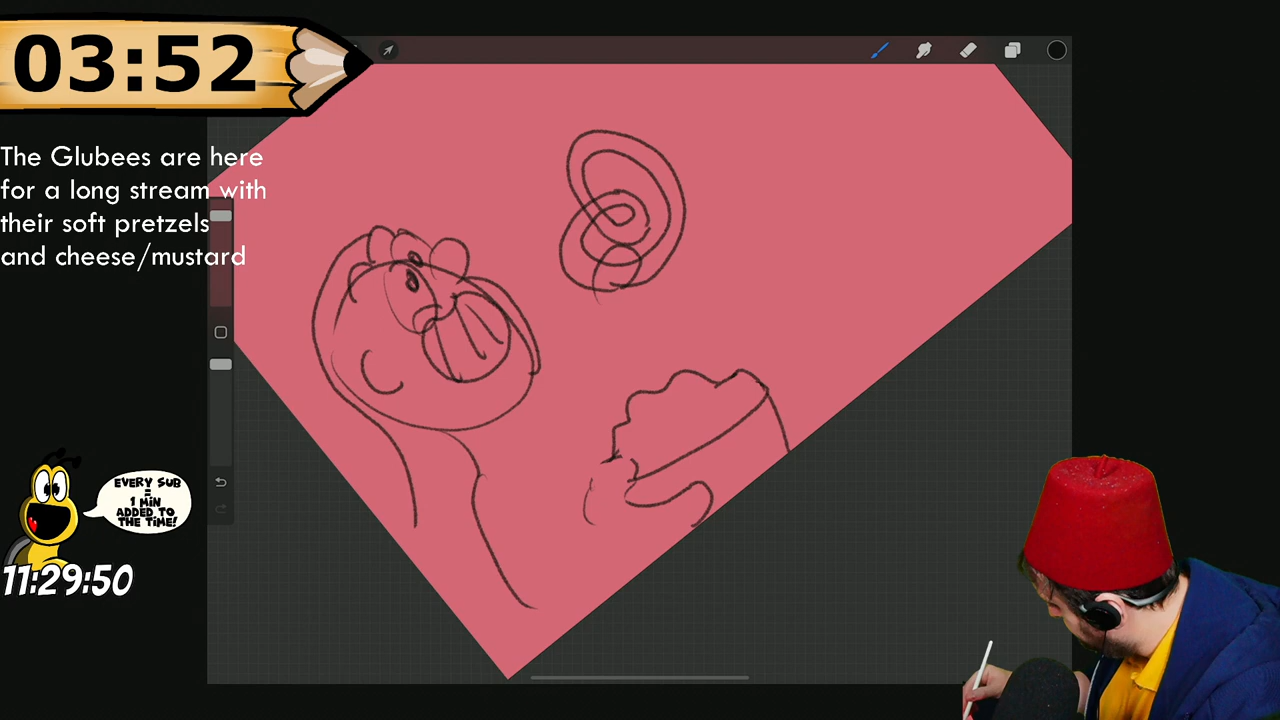 03:52
The Glubees are here
for a long stream with
their soft pretzels
and cheese/mustard
EVERY SUB
=
1 MIN
ADDED TO
THE TIME!
11:29:50